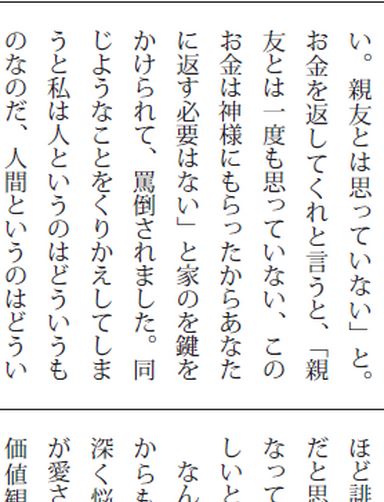 い。親友とは思っていない」と。
お金を返してくれと言うと、「親
友とは一度も思っていない、この
お金は神様にもらったからあなた
に返す必要はない」と家のを鍵を
かけられて、罵倒されました。同
じようなことをくりかえしてしま
うと私は人というのはどういうも
のなのだ、人間というのはどうい
ほど誹
だと思
なって
しいと
なん
からも
深く悩
が愛さ
価値観